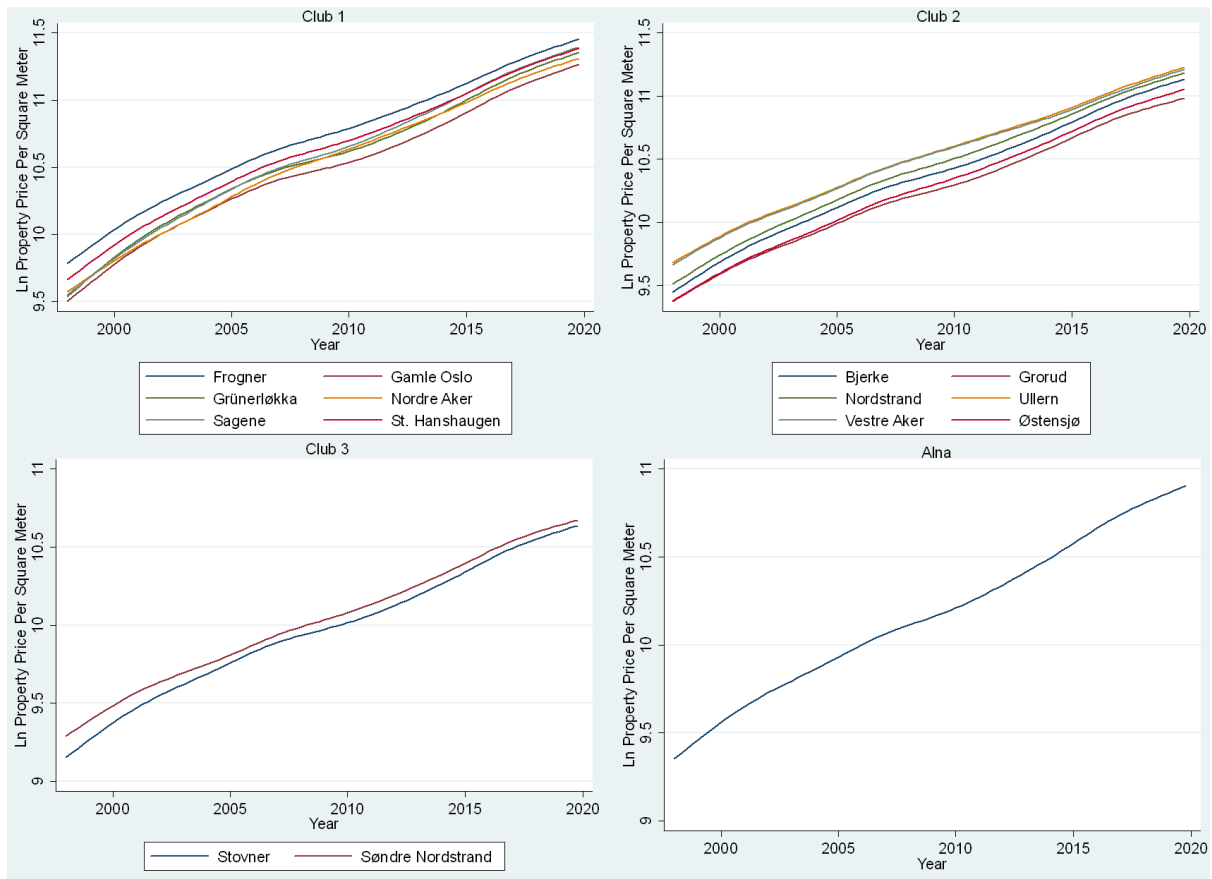 Club 1
Ln Property Price Per Square Meter
11.5
11
10.5
10
9.5
2000 2005 2010 2015 2020
Year
Frogner Gamle Oslo
Grünerløkka Nordre Aker
Sagene St. Hanshaugen
Club 2
Ln Property Price Per Square Meter
11.5
11
10.5
10
9.5
2000 2005 2010 2015 2020
Year
Bjerke Grorud
Nordstrand Ullern
Vestre Aker Østensjø
Club 3
Ln Property Price Per Square Meter
11
10.5
10
9.5
9
2000 2005 2010 2015 2020
Year
Stovner Søndre Nordstrand
Alna
Ln Property Price Per Square Meter
11
10.5
10
9.5
9
2000 2005 2010 2015 2020
Year